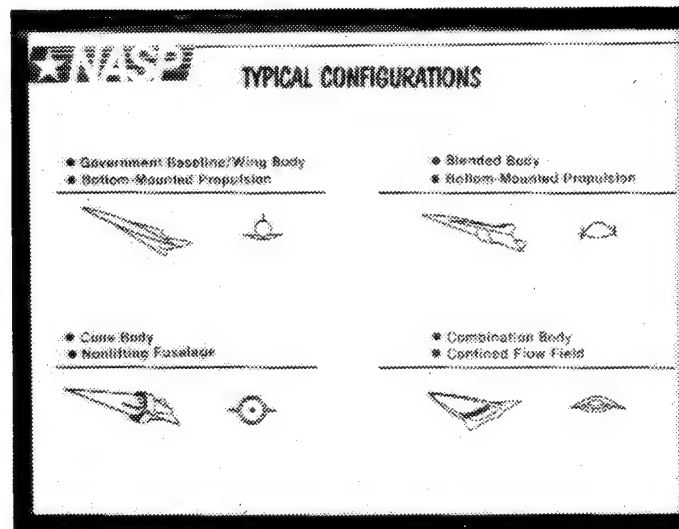 NASP
TYPICAL CONFIGURATIONS
● Government Baseline/Wing Body
● Bottom-Mounted Propulsion
● Blended Body
● Bottom-Mounted Propulsion
● Cone Body
● Nonlifting Fuselage
● Combination Body
● Confined Flow Field